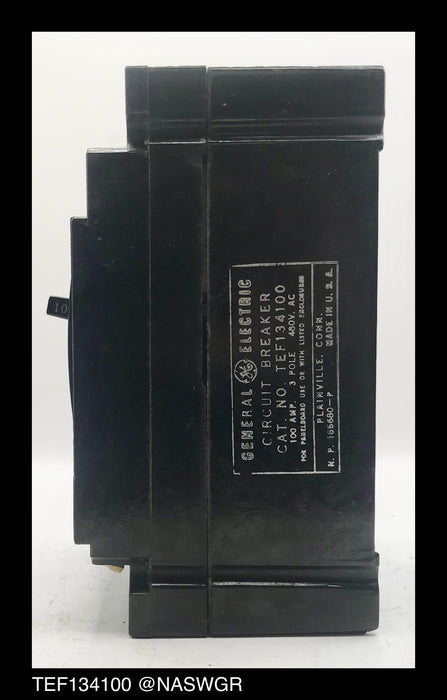 10
GENERAL GE ELECTRIC
CIRCUIT BREAKER
CAT. NO. TEF134100
100 AMP. 3 POLE 480V. AC
FOR PANELBOARD USE OR WITH LISTED ENCLOSURES
PLAINVILLE, CONN.
N. P. 166680-P MADE IN U. S. A.
TEF134100 @NASWGR